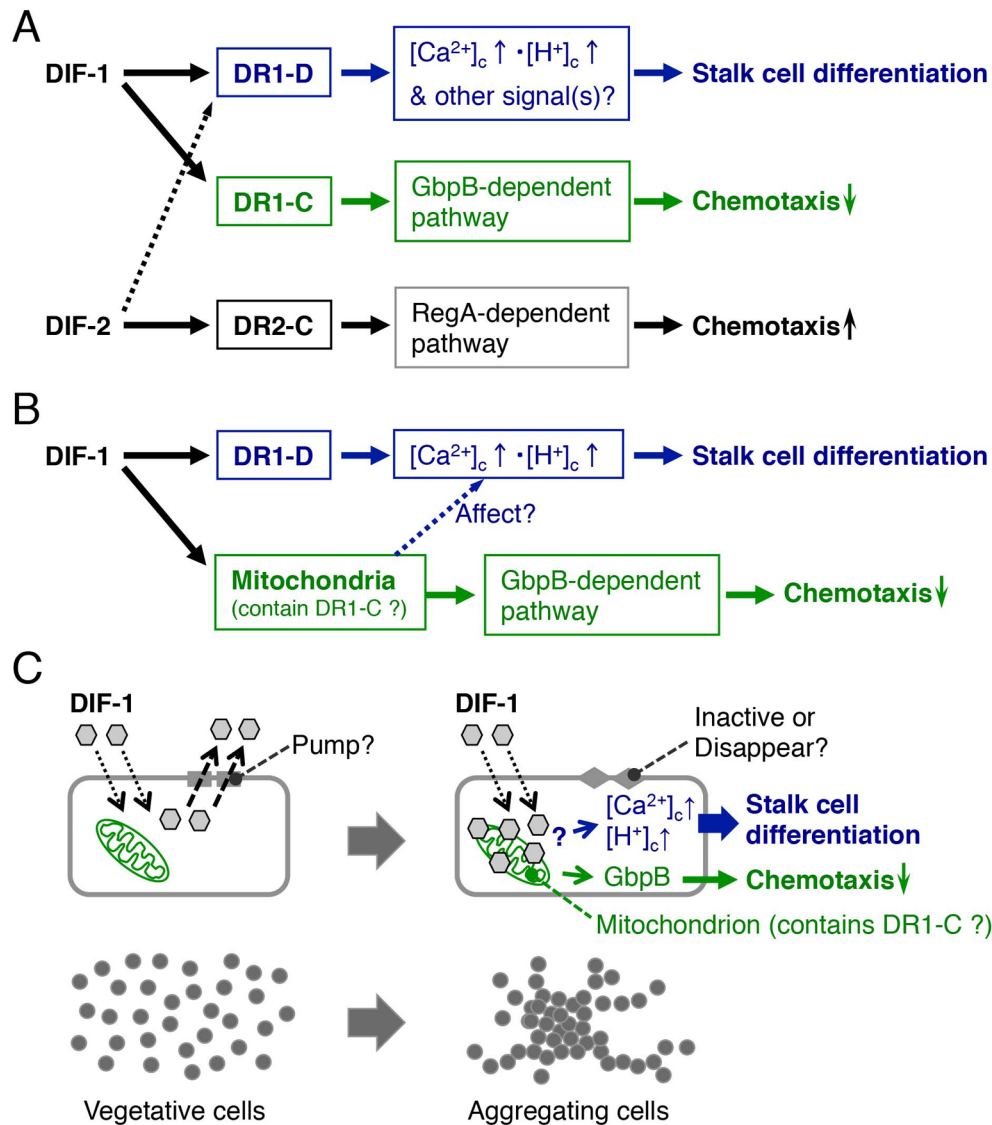 A
DIF-1
DR1-D
[Ca²⁺]c ↑ ・[H⁺]c ↑
& other signal(s)?
Stalk cell differentiation
DR1-C
GbpB-dependent
pathway
Chemotaxis↓
DIF-2
DR2-C
RegA-dependent
pathway
Chemotaxis↑
B
DIF-1
DR1-D
[Ca²⁺]c ↑ ・[H⁺]c ↑
Stalk cell differentiation
Affect?
Mitochondria
(contain DR1-C ?)
GbpB-dependent
pathway
Chemotaxis↓
C
DIF-1
Pump?
DIF-1
Inactive or
Disappear?
?
[Ca²⁺]c↑
[H⁺]c↑
Stalk cell
differentiation
GbpB
Chemotaxis↓
Mitochondrion (contains DR1-C ?)
Vegetative cells
Aggregating cells